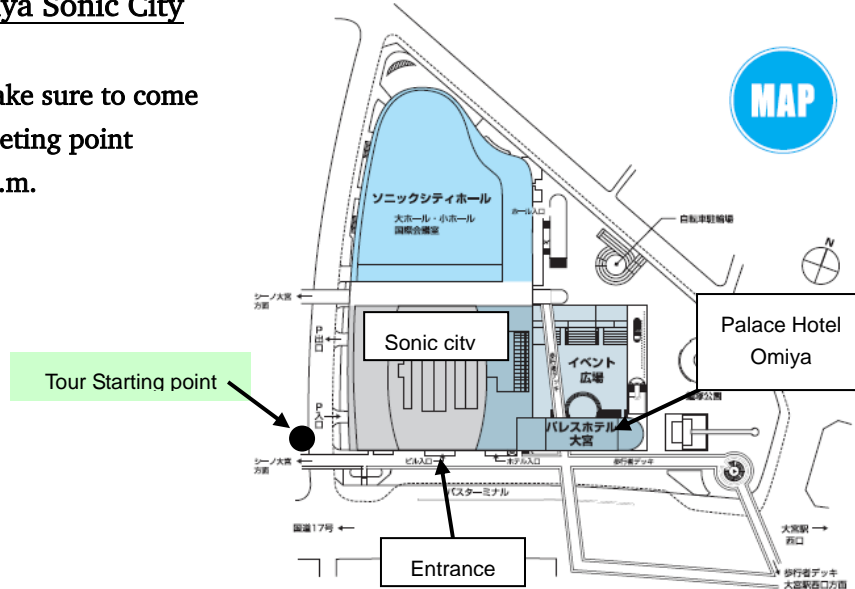 ya Sonic City
ake sure to come
eting point
.m.
MAP
ソニックシティホール
大ホール・小ホール
国際会議室
ホール入口
自転車駐輪場
N
シーノ大宮
方面
P
出
口
Sonic city
Palace Hotel
Omiya
イベント
広場
歩行者デッキ
Tour Starting point
P
入
口
パレスホテル
大宮
シーノ大宮
方面
ビル入口
ホテル入口
歩行者デッキ
バスターミナル
国道17号
大宮駅
西口
Entrance
歩行者デッキ
大宮駅西口方面